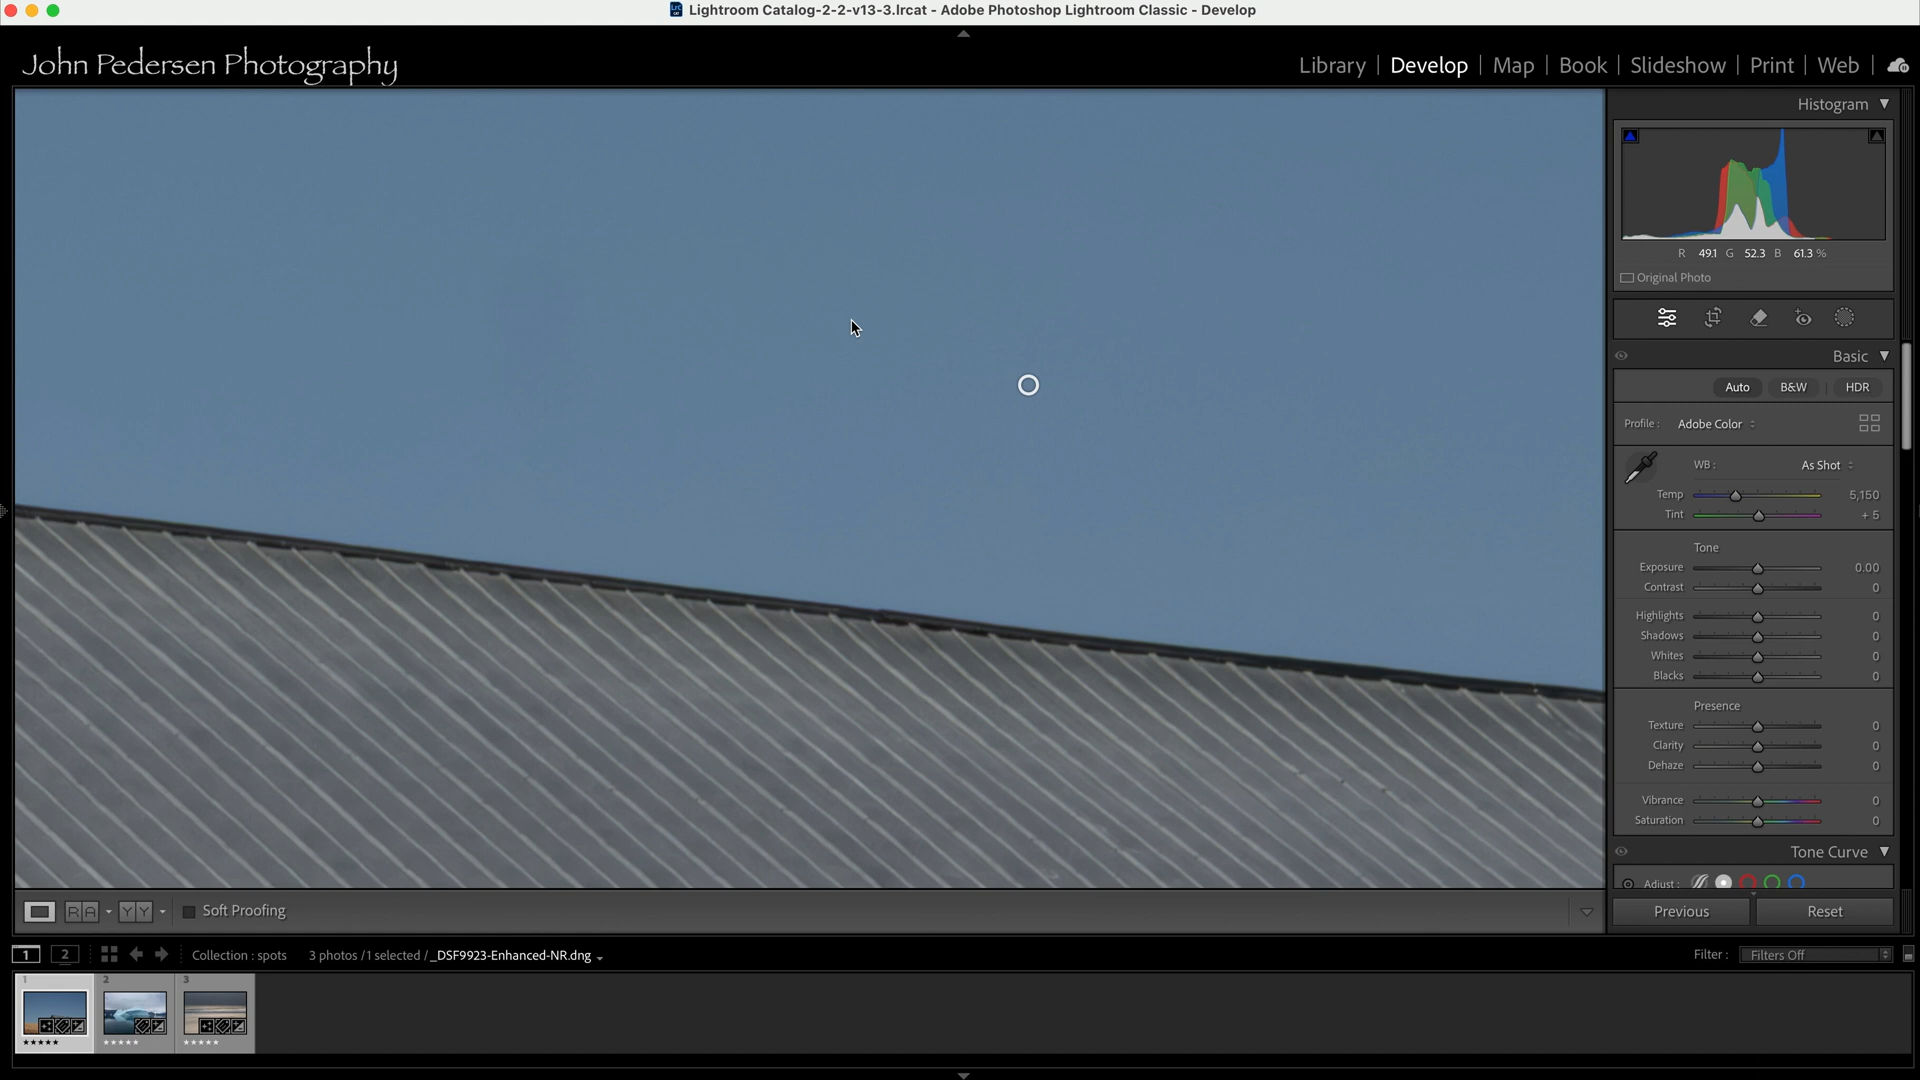 Lightroom Catalog-2-2-v13-3.lrcat - Adobe Photoshop Lightroom Classic - Develop
John Pedersen Photography
Library | Develop | Map | Book | Slideshow | Print | Web |
Histogram
R 49.1 G 52.3 B 61.3 %
Original Photo
Basic
Auto B&W HDR
Profile : Adobe Color
WB : As Shot
Temp 5,150
Tint + 5
Tone
Exposure 0.00
Contrast 0
Highlights 0
Shadows 0
Whites 0
Blacks 0
Presence
Texture 0
Clarity 0
Dehaze 0
Vibrance 0
Saturation 0
Tone Curve
Adjust :
R A Y Y Soft Proofing
Previous Reset
1 2 Collection : spots 3 photos /1 selected /_DSF9923-Enhanced-NR.dng
Filter : Filters Off
1 2 3